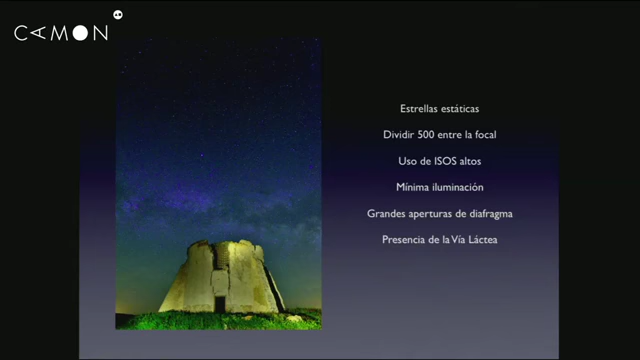 CAMON
Estrellas estáticas
Dividir 500 entre la focal
Uso de ISOS altos
Mínima iluminación
Grandes aperturas de diafragma
Presencia de la Vía Láctea